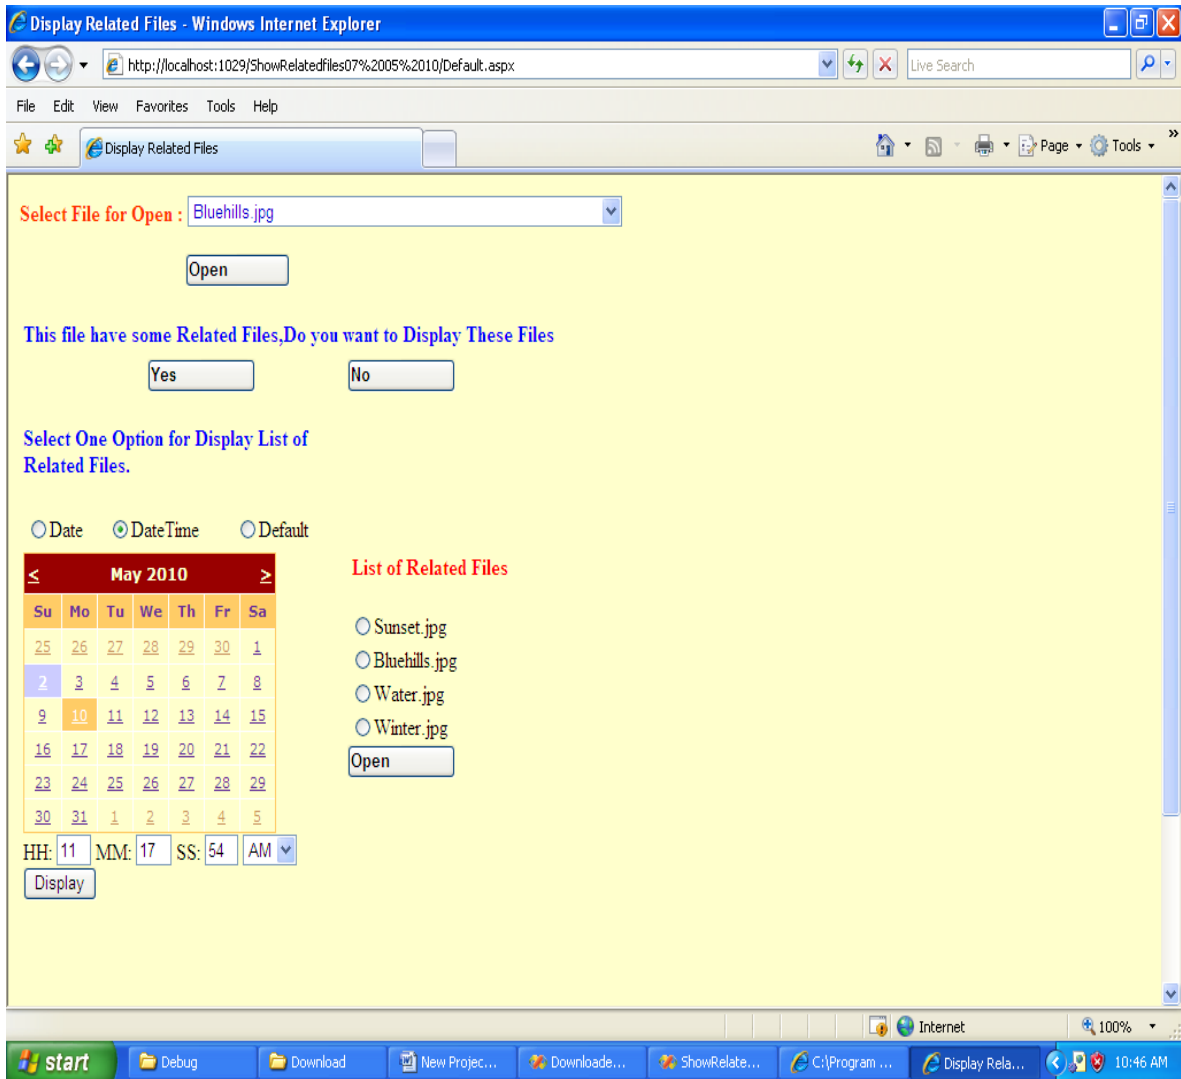 Display Related Files - Windows Internet Explorer
http://localhost:1029/ShowRelatedfiles07%2005%2010/Default.aspx
Live Search
File Edit View Favorites Tools Help
Display Related Files
Page Tools »
Select File for Open : Bluehills.jpg
Open
This file have some Related Files,Do you want to Display These Files
Yes No
Select One Option for Display List of
Related Files.
Date DateTime Default
< May 2010 >
Su Mo Tu We Th Fr Sa
25 26 27 28 29 30 1
2 3 4 5 6 7 8
9 10 11 12 13 14 15
16 17 18 19 20 21 22
23 24 25 26 27 28 29
30 31 1 2 3 4 5
HH: 11 MM: 17 SS: 54 AM
Display
List of Related Files
Sunset.jpg
Bluehills.jpg
Water.jpg
Winter.jpg
Open
Internet 100%
start Debug Download New Projec... Downloade... ShowRelate... C:\Program ... Display Rela... 10:46 AM